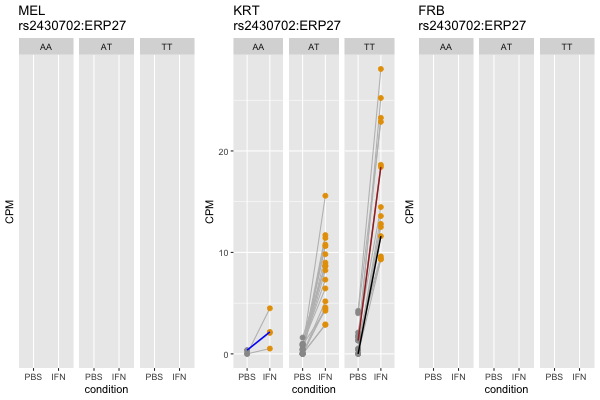 MEL
rs2430702:ERP27
AA AT TT
CPM
PBS IFN PBS IFN PBS IFN
condition
KRT
rs2430702:ERP27
AA AT TT
CPM
20
10
0
PBS IFN PBS IFN PBS IFN
condition
FRB
rs2430702:ERP27
AA AT TT
CPM
PBS IFN PBS IFN PBS IFN
condition